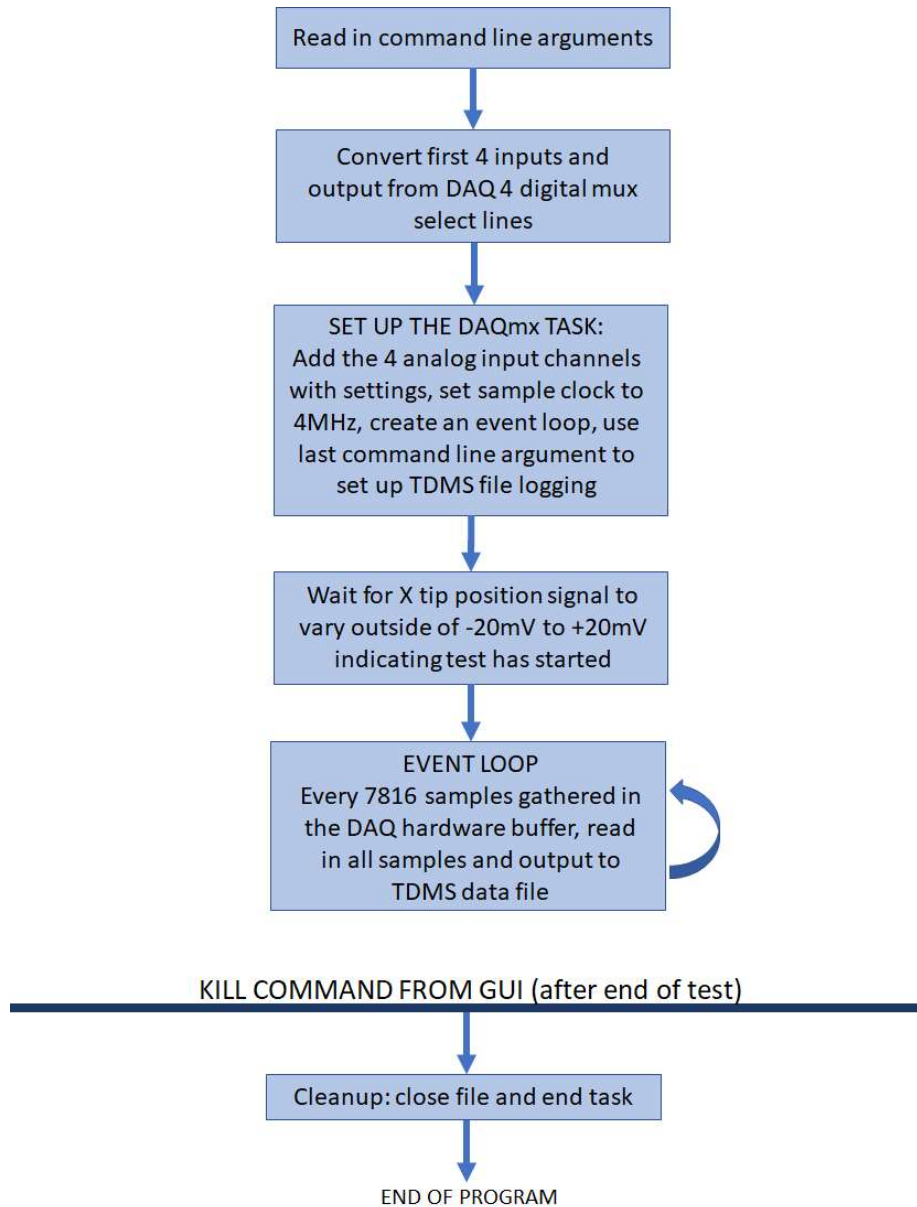 Read in command line arguments
Convert first 4 inputs and
output from DAQ 4 digital mux
select lines
SET UP THE DAQmx TASK:
Add the 4 analog input channels
with settings, set sample clock to
4MHz, create an event loop, use
last command line argument to
set up TDMS file logging
Wait for X tip position signal to
vary outside of -20mV to +20mV
indicating test has started
EVENT LOOP
Every 7816 samples gathered in
the DAQ hardware buffer, read
in all samples and output to
TDMS data file
KILL COMMAND FROM GUI (after end of test)
Cleanup: close file and end task
END OF PROGRAM